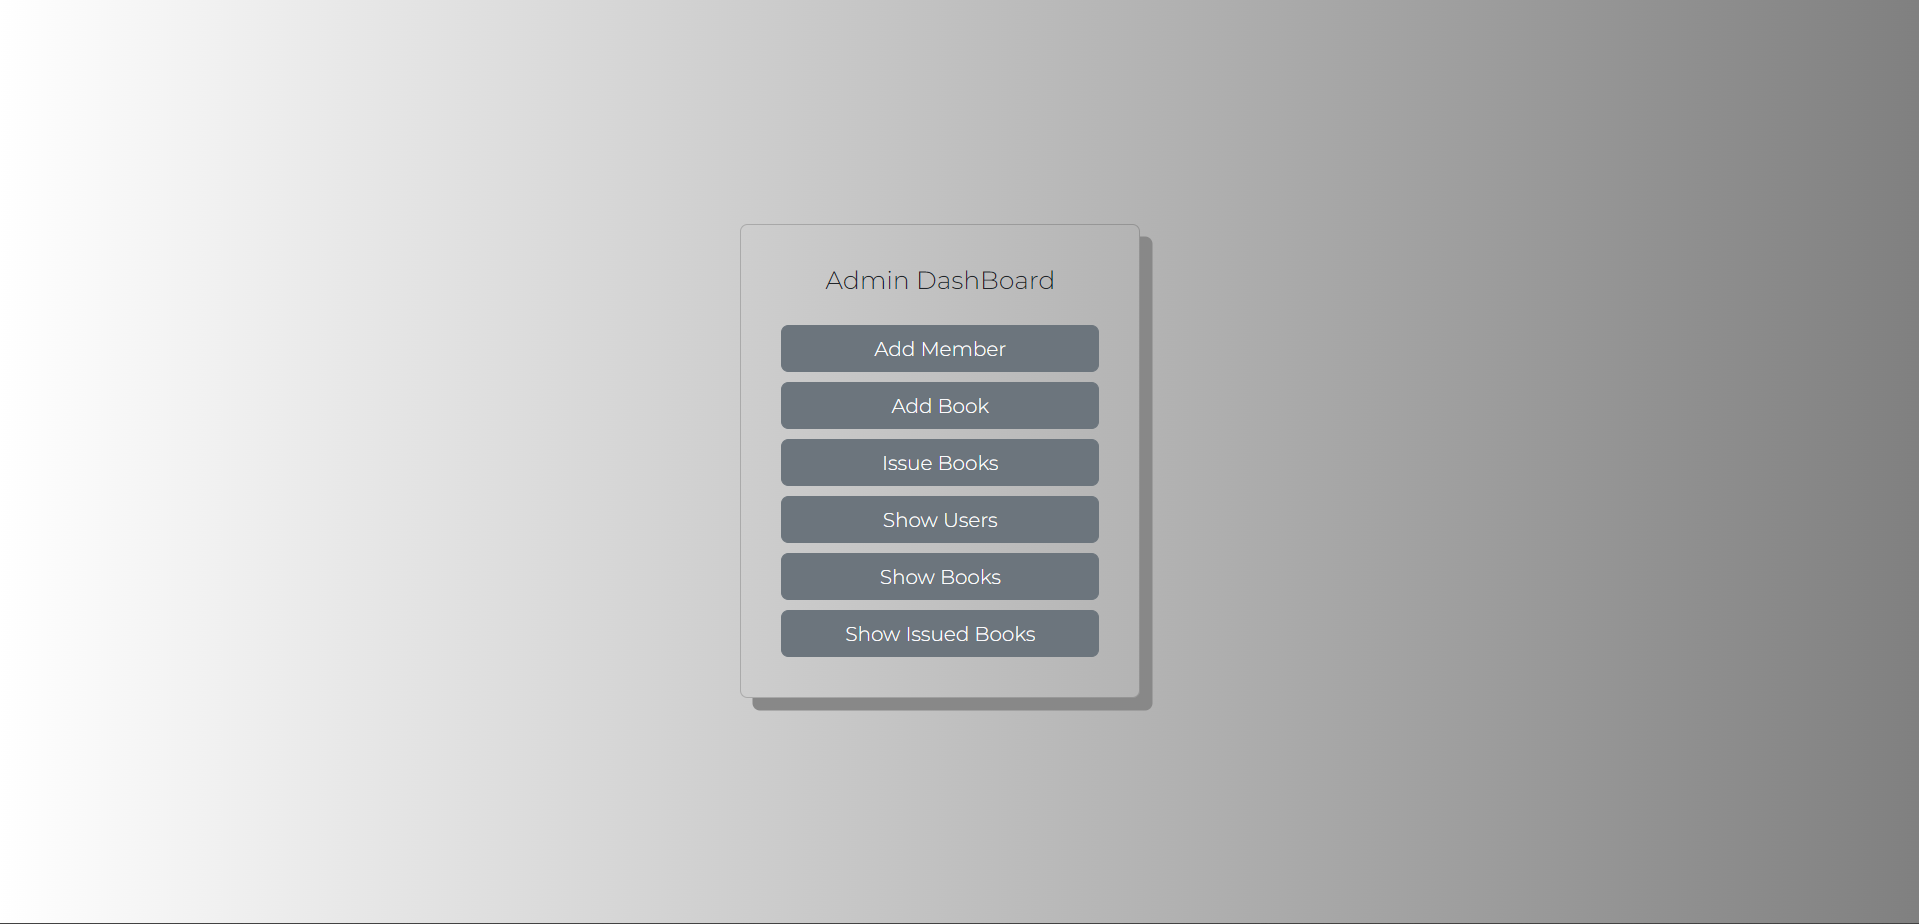 Admin DashBoard
Add Member
Add Book
Issue Books
Show Users
Show Books
Show Issued Books